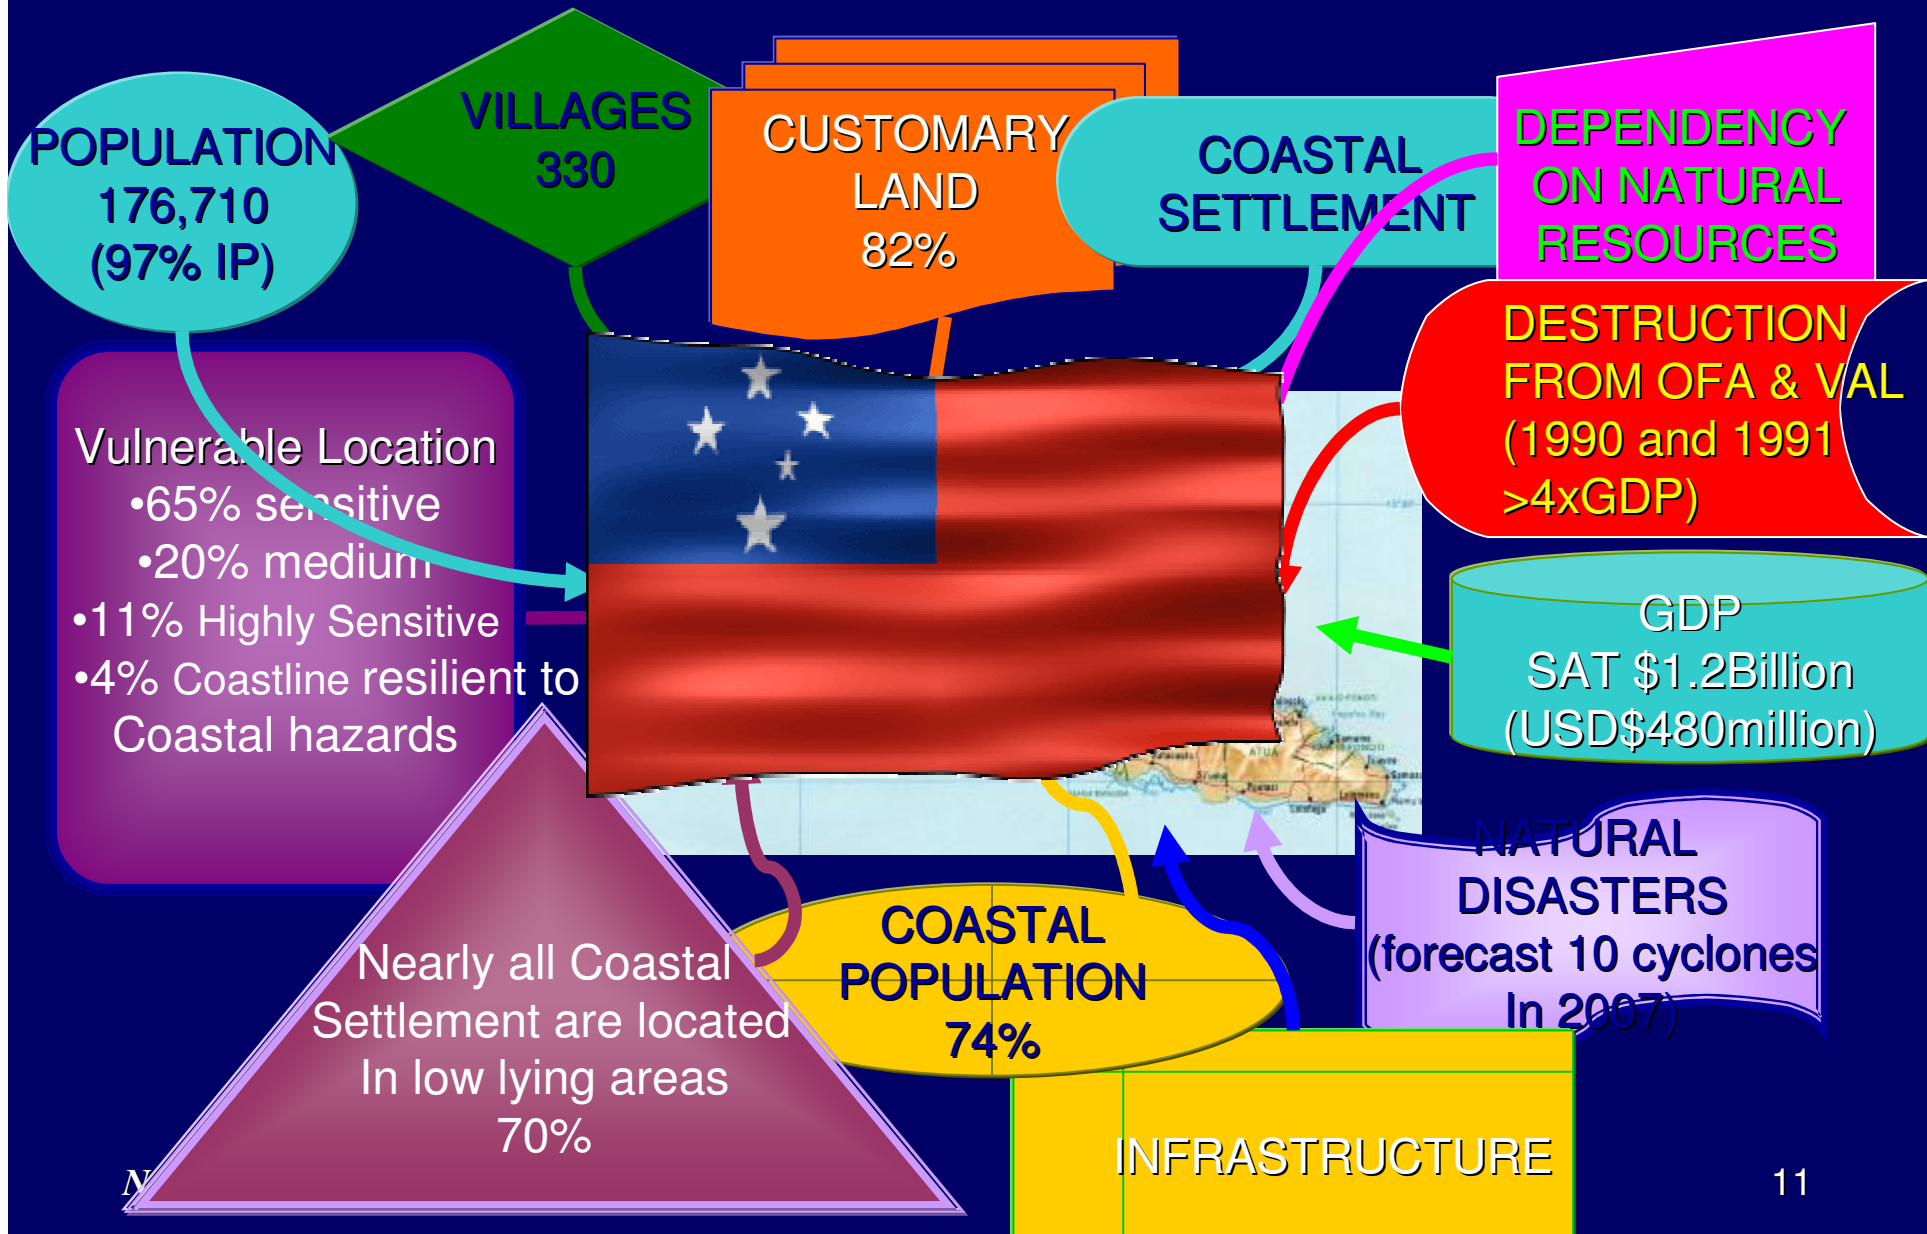 POPULATION
176,710
(97% IP)
VILLAGES
330
CUSTOMARY
LAND
82%
COASTAL
SETTLEMENT
DEPENDENCY
ON NATURAL
RESOURCES
DESTRUCTION
FROM OFA & VAL
(1990 and 1991
>4xGDP)
Vulnerable Location
•65% sensitive
•20% medium
•11% Highly Sensitive
•4% Coastline resilient to
Coastal hazards
GDP
SAT $1.2Billion
(USD$480million)
ATUA
NATURAL
DISASTERS
(forecast 10 cyclones
In 2007)
COASTAL
POPULATION
74%
Nearly all Coastal
Settlement are located
In low lying areas
70%
INFRASTRUCTURE
N
11